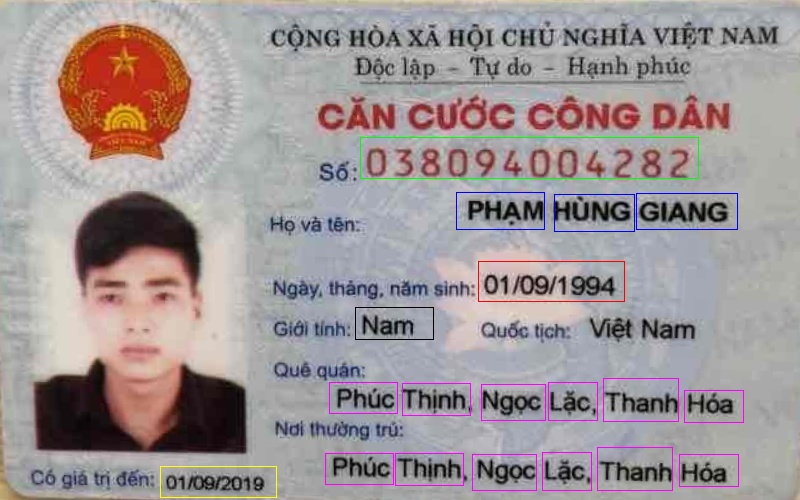 CỘNG HÒA XÃ HỘI CHỦ NGHĨA VIỆT NAM
Độc lập - Tự do - Hạnh phúc
CĂN CƯỚC CÔNG DÂN
Số: 038094004282
Họ và tên: PHẠM HÙNG GIANG
Ngày, tháng, năm sinh: 01/09/1994
Giới tính: Nam Quốc tịch: Việt Nam
Quê quán:
Phúc Thịnh, Ngọc Lặc, Thanh Hóa
Nơi thường trú:
Phúc Thịnh, Ngọc Lặc, Thanh Hóa
Có giá trị đến: 01/09/2019